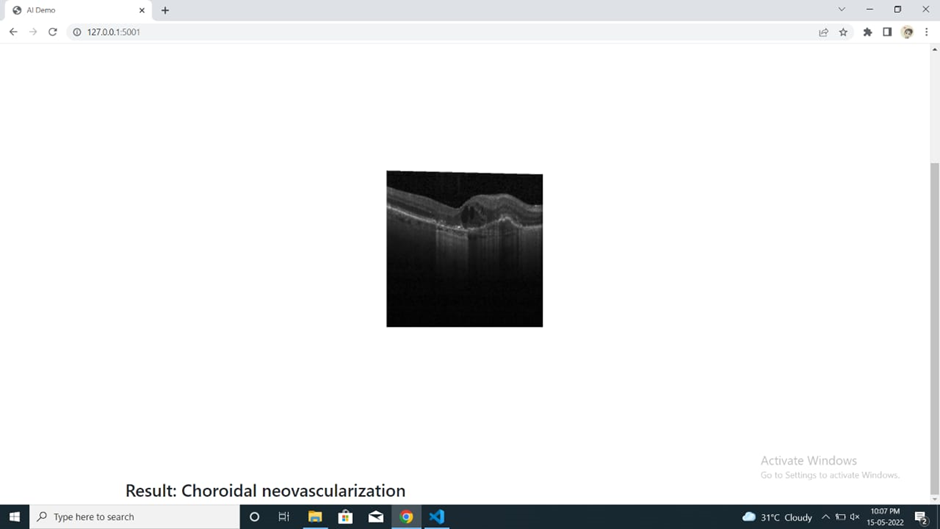 AI Demo
127.0.0.1:5001
Activate Windows
Go to Settings to activate Windows.
Result: Choroidal neovascularization
Type here to search
31°C Cloudy
10:07 PM
15-05-2022
2